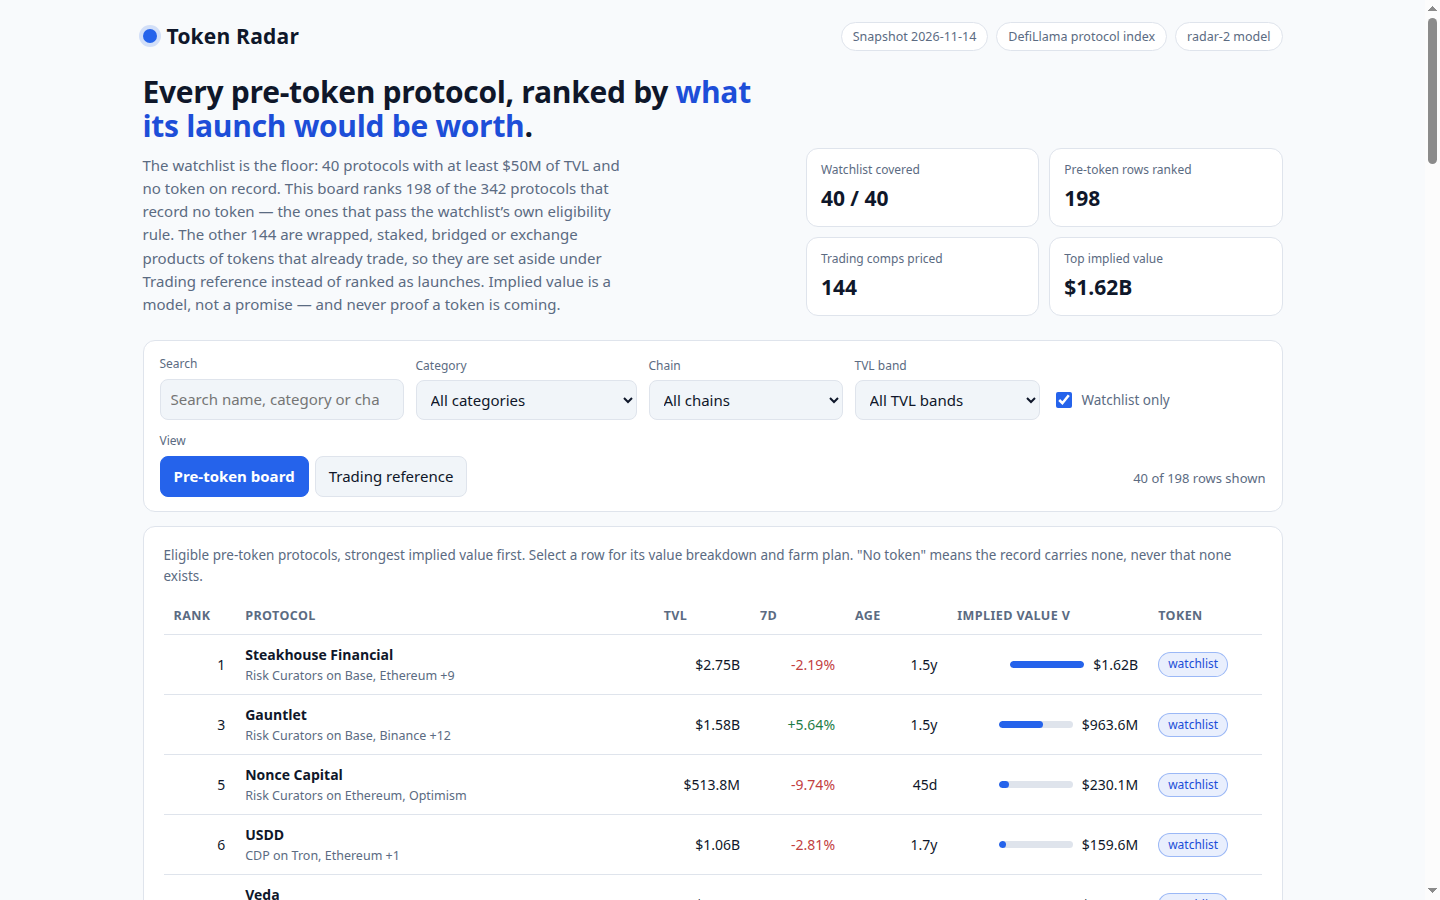 Token Radar
Snapshot 2026-11-14
DefiLlama protocol index
radar-2 model
Every pre-token protocol, ranked by what
its launch would be worth.
The watchlist is the floor: 40 protocols with at least $50M of TVL and
no token on record. This board ranks 198 of the 342 protocols that
record no token — the ones that pass the watchlist’s own eligibility
rule. The other 144 are wrapped, staked, bridged or exchange
products of tokens that already trade, so they are set aside under
Trading reference instead of ranked as launches. Implied value is a
model, not a promise — and never proof a token is coming.
Watchlist covered
40 / 40
Pre-token rows ranked
198
Trading comps priced
144
Top implied value
$1.62B
Search
Search name, category or cha
Category
All categories
Chain
All chains
TVL band
All TVL bands
Watchlist only
View
Pre-token board
Trading reference
40 of 198 rows shown
Eligible pre-token protocols, strongest implied value first. Select a row for its value breakdown and farm plan. "No token" means the record carries none, never that none
exists.
RANK PROTOCOL TVL 7D AGE IMPLIED VALUE V TOKEN
1 Steakhouse Financial $2.75B -2.19% 1.5y $1.62B watchlist
Risk Curators on Base, Ethereum +9
3 Gauntlet $1.58B +5.64% 1.5y $963.6M watchlist
Risk Curators on Base, Binance +12
5 Nonce Capital $513.8M -9.74% 45d $230.1M watchlist
Risk Curators on Ethereum, Optimism
6 USDD $1.06B -2.81% 1.7y $159.6M watchlist
CDP on Tron, Ethereum +1
Veda